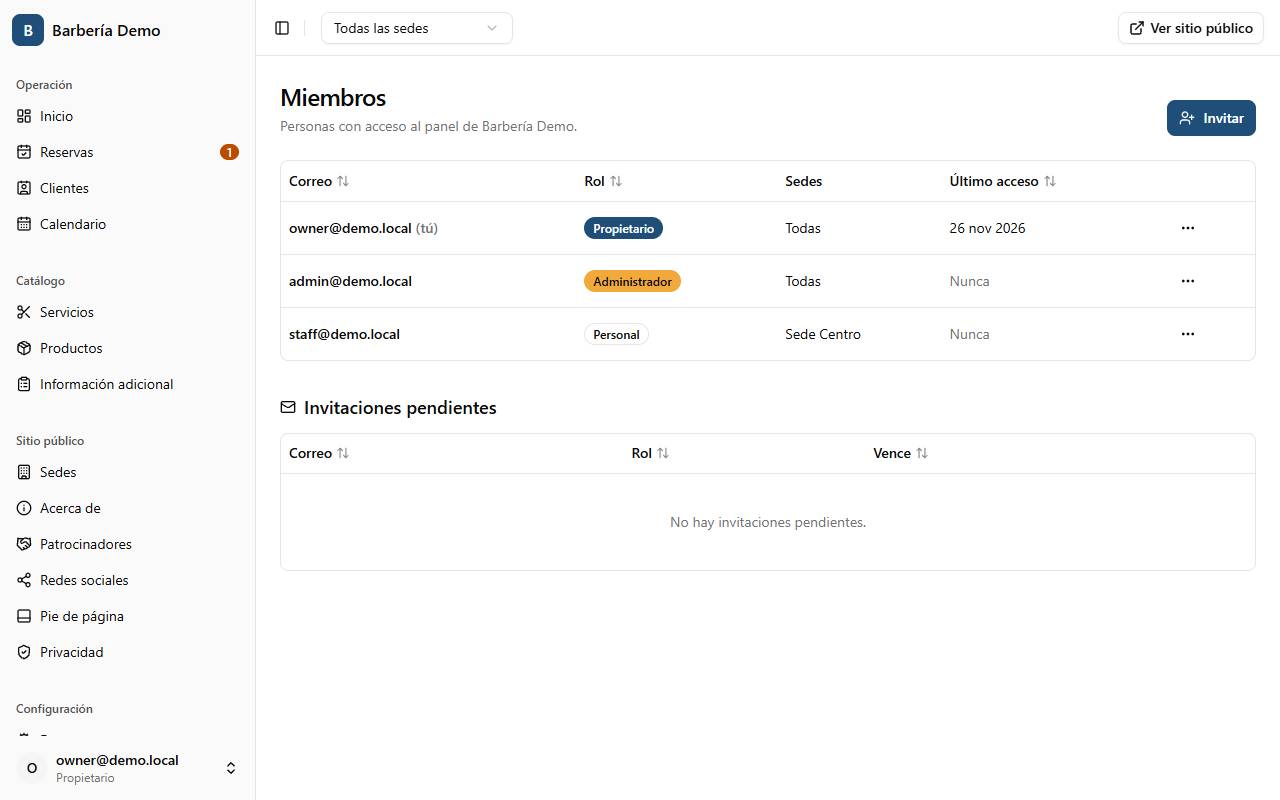 B Barbería Demo
Todas las sedes
Ver sitio público
Operación
Inicio
Reservas 1
Clientes
Calendario
Catálogo
Servicios
Productos
Información adicional
Sitio público
Sedes
Acerca de
Patrocinadores
Redes sociales
Pie de página
Privacidad
Configuración
O owner@demo.local
Propietario
Miembros
Personas con acceso al panel de Barbería Demo.
Invitar
Correo Rol Sedes Último acceso
owner@demo.local (tú) Propietario Todas 26 nov 2026
admin@demo.local Administrador Todas Nunca
staff@demo.local Personal Sede Centro Nunca
Invitaciones pendientes
Correo Rol Vence
No hay invitaciones pendientes.